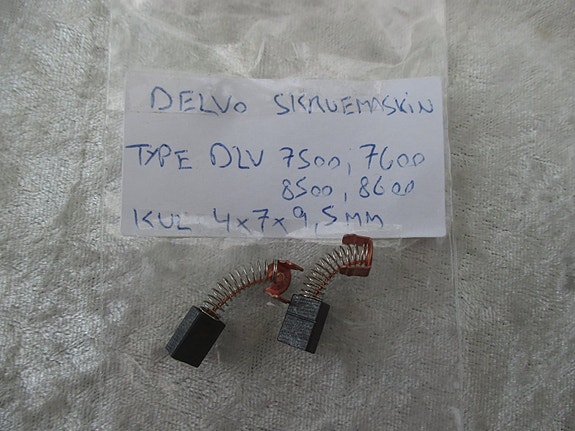 DELVO SKRUEMASKIN
TYPE DLV 7500, 7600
8500, 8600
KUL 4x7x9,5mm